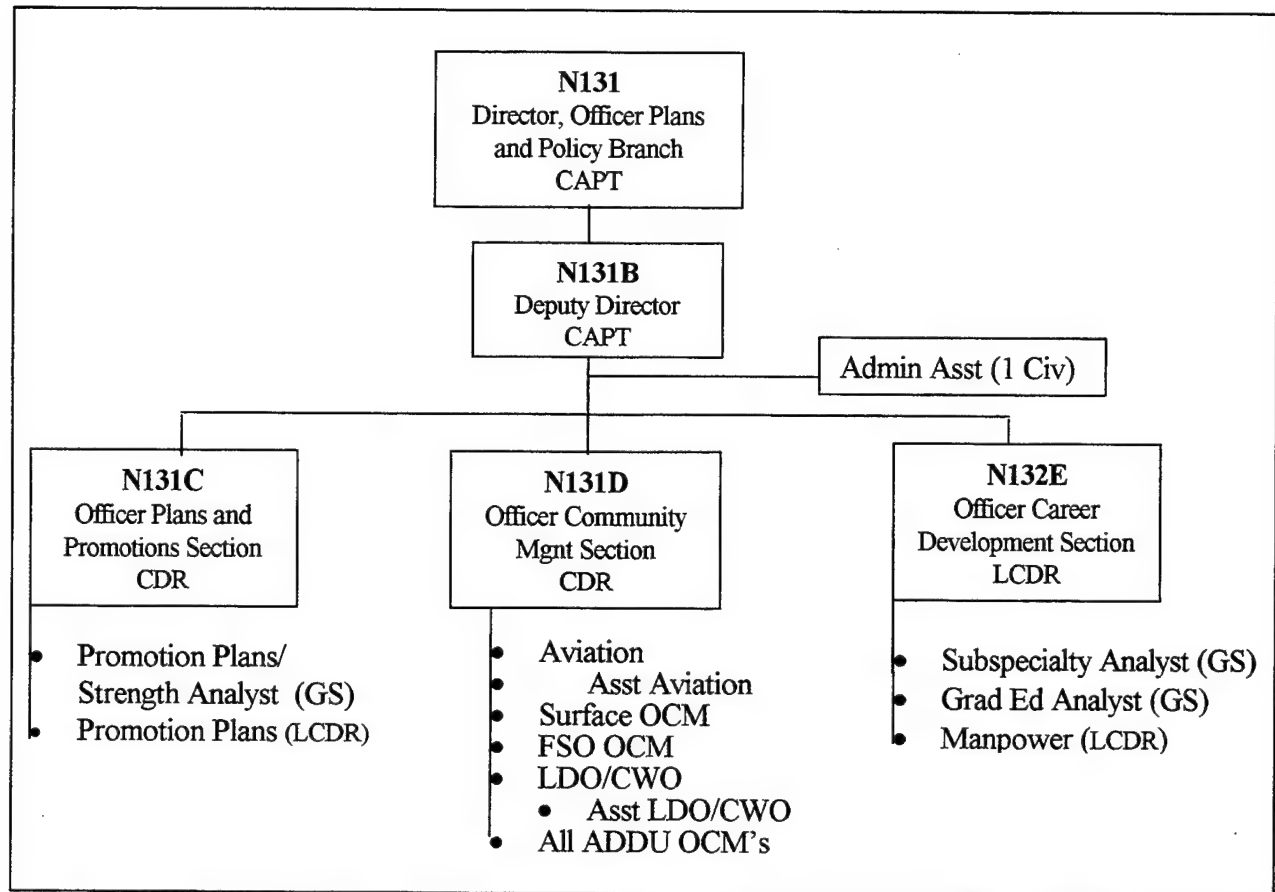 N131
Director, Officer Plans
and Policy Branch
CAPT
N131B
Deputy Director
CAPT
Admin Asst (1 Civ)
N131C
Officer Plans and
Promotions Section
CDR
• Promotion Plans/
Strength Analyst (GS)
• Promotion Plans (LCDR)
N131D
Officer Community
Mgnt Section
CDR
• Aviation
• Asst Aviation
• Surface OCM
• FSO OCM
• LDO/CWO
• Asst LDO/CWO
• All ADDU OCM's
N132E
Officer Career
Development Section
LCDR
• Subspecialty Analyst (GS)
• Grad Ed Analyst (GS)
• Manpower (LCDR)